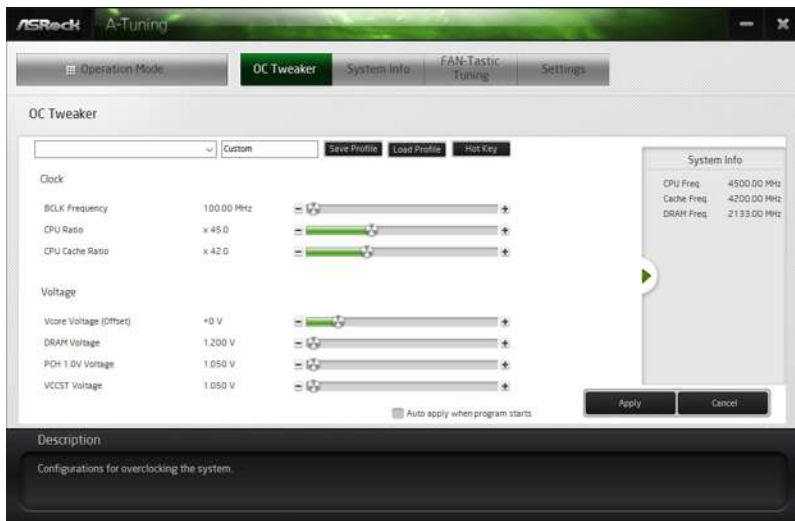 ASRock A-Tuning
Operation Mode OC Tweaker System Info FAN-Tastic Tuning Settings
OC Tweaker
Custom Save Profile Load Profile Hot Key
System Info
CPU Freq. 4500.00 MHz
Cache Freq. 4200.00 MHz
DRAM Freq. 2133.00 MHz
Clock
BCLK Frequency 100.00 MHz
CPU Ratio x 45.0
CPU Cache Ratio x 42.0
Voltage
Vcore Voltage (Offset) +0 V
DRAM Voltage 1.200 V
PCH 1.0V Voltage 1.050 V
VCCST Voltage 1.050 V
Auto apply when program starts
Apply Cancel
Description
Configurations for overclocking the system.